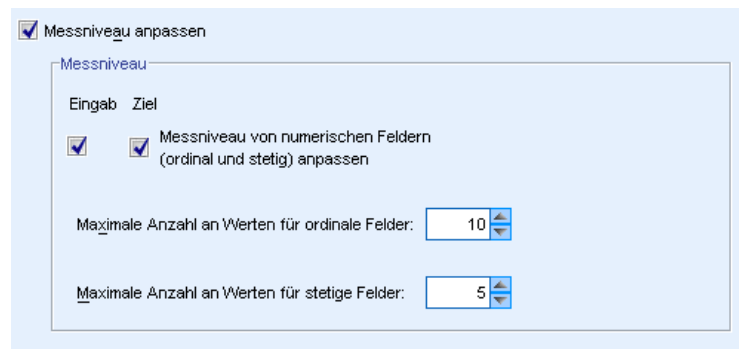 Messniveau anpassen
Messniveau
Eingab Ziel
Messniveau von numerischen Feldern
(ordinal und stetig) anpassen
Maximale Anzahl an Werten für ordinale Felder: 10
Maximale Anzahl an Werten für stetige Felder: 5